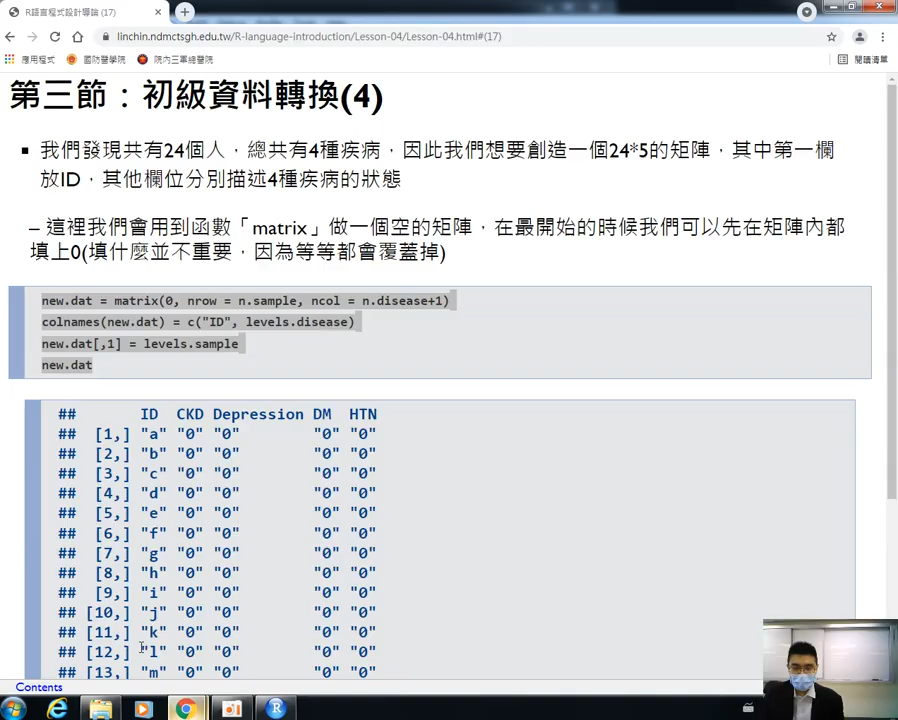 R語言程式設計導論 (17)
linchin.ndmctsgh.edu.tw/R-language-introduction/Lesson-04/Lesson-04.html#(17)
應用程式 國防醫學院 院內三軍總醫院 閱讀清單
第三節：初級資料轉換(4)
▪ 我們發現共有24個人，總共有4種疾病，因此我們想要創造一個24*5的矩陣，其中第一欄
放ID，其他欄位分別描述4種疾病的狀態
– 這裡我們會用到函數「matrix」做一個空的矩陣，在最開始的時候我們可以先在矩陣內都
填上0(填什麼並不重要，因為等等都會覆蓋掉)
new.dat = matrix(0, nrow = n.sample, ncol = n.disease+1)
colnames(new.dat) = c("ID", levels.disease)
new.dat[,1] = levels.sample
new.dat
## ID CKD Depression DM HTN
## [1,] "a" "0" "0" "0" "0"
## [2,] "b" "0" "0" "0" "0"
## [3,] "c" "0" "0" "0" "0"
## [4,] "d" "0" "0" "0" "0"
## [5,] "e" "0" "0" "0" "0"
## [6,] "f" "0" "0" "0" "0"
## [7,] "g" "0" "0" "0" "0"
## [8,] "h" "0" "0" "0" "0"
## [9,] "i" "0" "0" "0" "0"
## [10,] "j" "0" "0" "0" "0"
## [11,] "k" "0" "0" "0" "0"
## [12,] "l" "0" "0" "0" "0"
## [13,] "m" "0" "0" "0" "0"
Contents